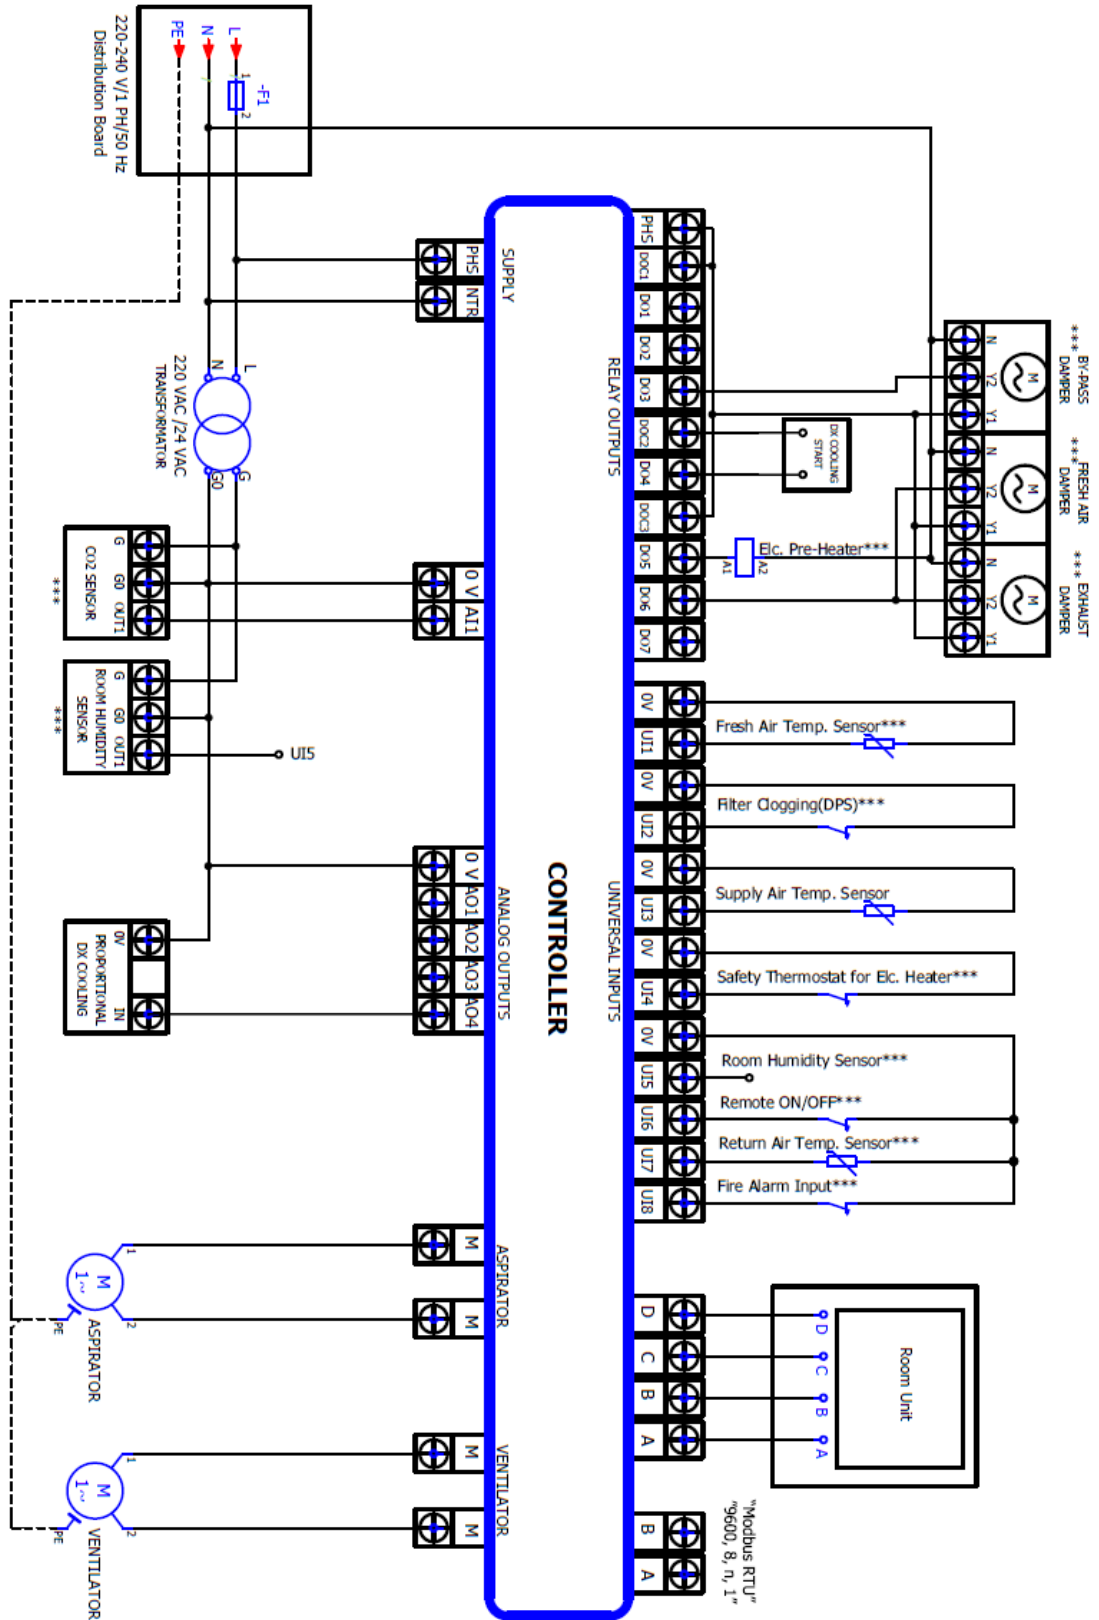 220-240 V/1 PH/50 Hz
Distribution Board
PE
N
L
-F1
1
2
CONTROLLER
SUPPLY
PHS
NTR
220 VAC /24 VAC
TRANSFORMATOR
N
L
G0
G
CO2 SENSOR
***
G
G0
OUT1
0 V
AI1
ROOM HUMIDITY
SENSOR
***
G
G0
OUT1
UI5
ANALOG OUTPUTS
0 V
AO1
AO2
AO3
AO4
PROPORTIONAL
DX COOLING
0V
IN
ASPIRATOR
M
M
M
1~
1
2
PE
ASPIRATOR
VENTILATOR
M
M
M
1~
1
2
PE
VENTILATOR
RELAY OUTPUTS
PHS
DOC1
DO1
DO2
DO3
DOC2
DO4
DOC3
DO5
DO6
DO7
DX COOLING
START
Elc. Pre-Heater***
A1
A2
*** BY-PASS
DAMPER
M
N
Y2
Y1
*** FRESH AIR
DAMPER
M
N
Y2
Y1
*** EXHAUST
DAMPER
M
N
Y2
Y1
UNIVERSAL INPUTS
0V
UI1
Fresh Air Temp. Sensor***
0V
UI2
Filter Clogging(DPS)***
0V
UI3
Supply Air Temp. Sensor
0V
UI4
Safety Thermostat for Elc. Heater***
0V
UI5
Room Humidity Sensor***
UI6
Remote ON/OFF***
UI7
Return Air Temp. Sensor***
UI8
Fire Alarm Input***
D
C
B
A
D
C
B
A
Room Unit
B
A
"Modbus RTU"
"9600, 8, n, 1"